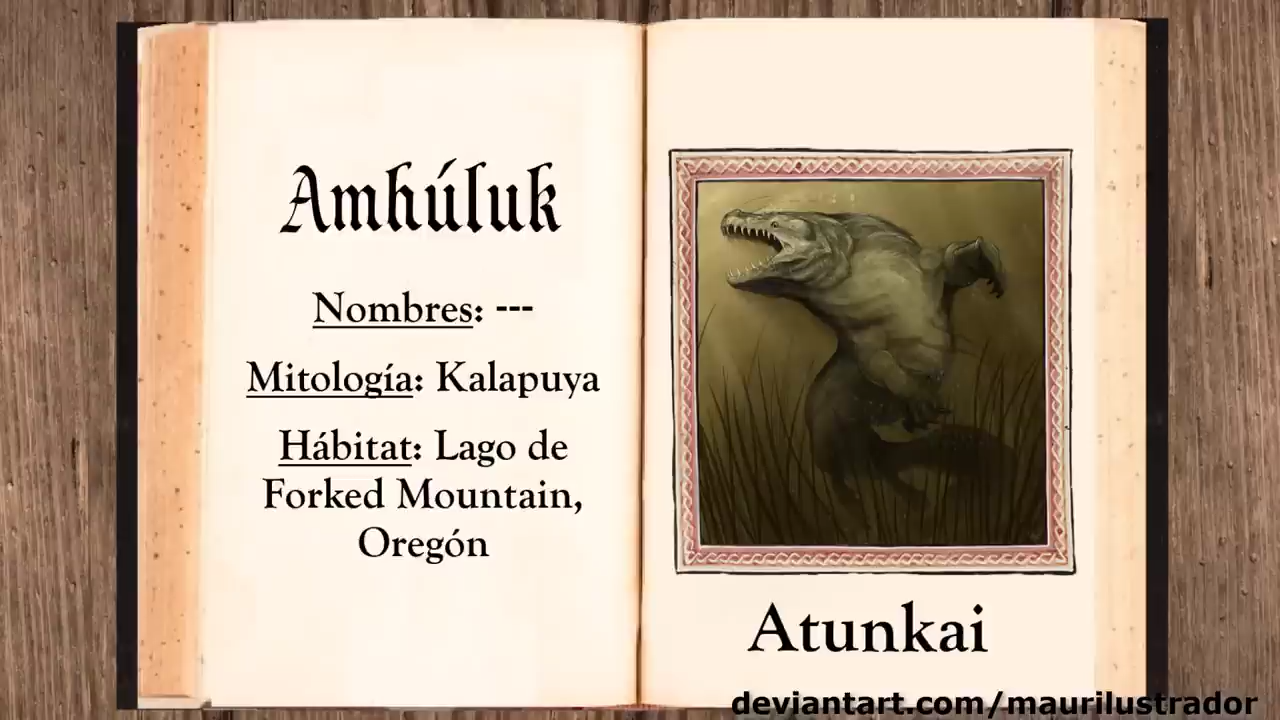 Amhúluk
Nombres: ---
Mitología: Kalapuya
Hábitat: Lago de
Forked Mountain,
Oregón
Atunkai
deviantart.com/maurilustrador